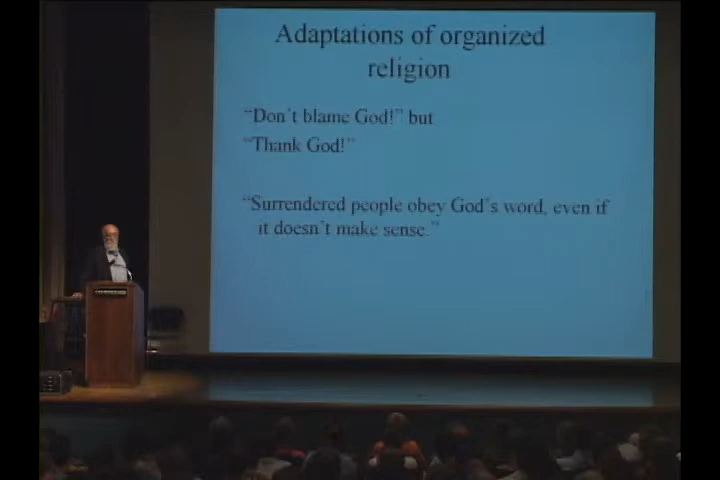 Adaptations of organized
religion
"Don't blame God!" but
"Thank God!"
"Surrendered people obey God's word, even if
it doesn't make sense."